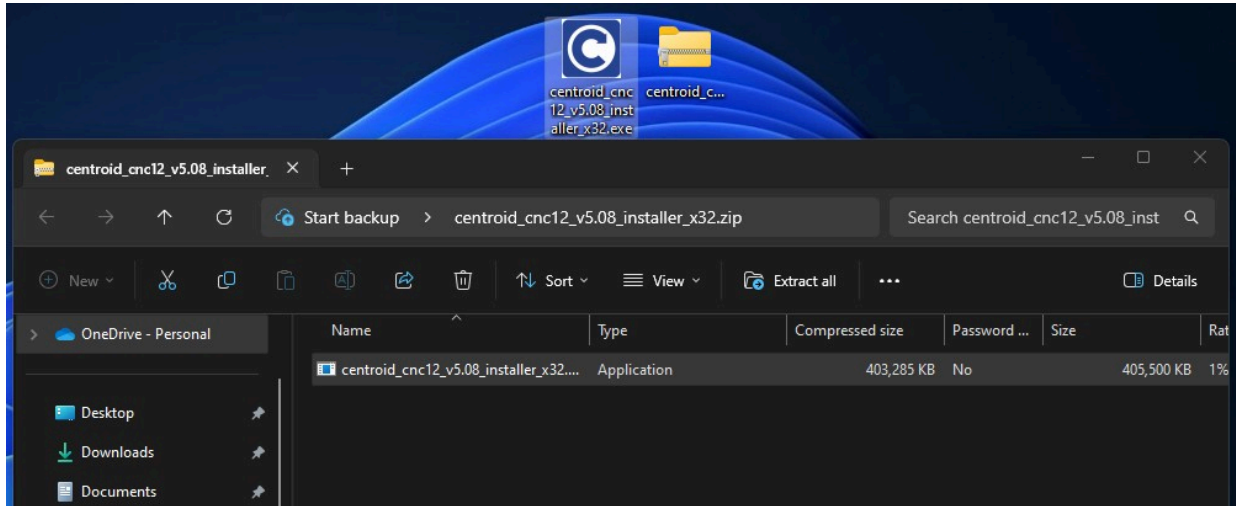 centroid_cnc
12_v5.08_inst
aller_x32.exe
centroid_c...
centroid_cnc12_v5.08_installer_
Start backup > centroid_cnc12_v5.08_installer_x32.zip
Search centroid_cnc12_v5.08_inst
New
Sort
View
Extract all
...
Details
OneDrive - Personal
Name Type Compressed size Password ... Size Rat
centroid_cnc12_v5.08_installer_x32.... Application 403,285 KB No 405,500 KB 1%
Desktop
Downloads
Documents